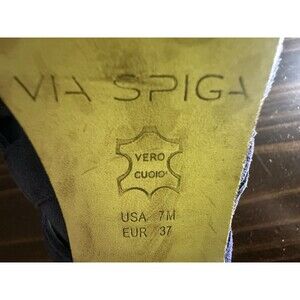 VIA SPIGA
VERO
CUOIO
USA 7M
EUR 37